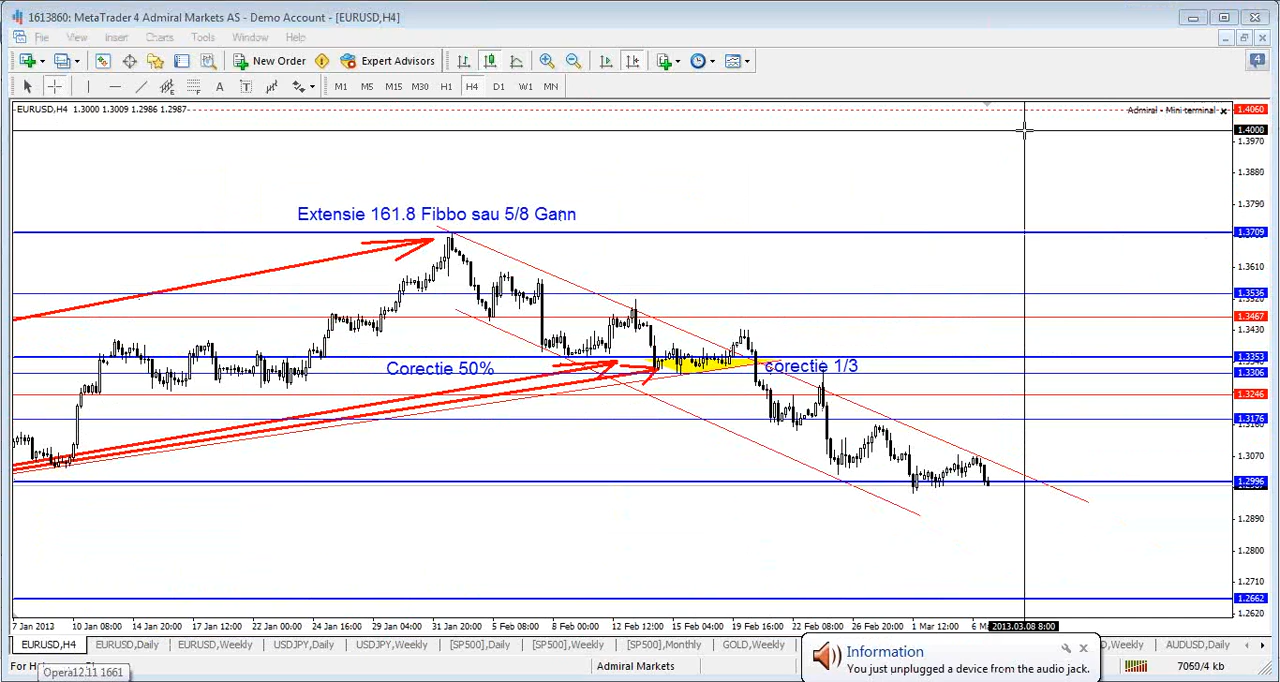 1613860: MetaTrader 4 Admiral Markets AS - Demo Account - [EURUSD,H4]
File View Insert Charts Tools Window Help
New Order Expert Advisors 4
A T M1 M5 M15 M30 H1 H4 D1 W1 MN
EURUSD,H4 1.3000 1.3009 1.2986 1.2987
Admiral - Mini terminal x
1.4060
1.4000
1.3970
1.3880
1.3790
Extensie 161.8 Fibbo sau 5/8 Gann
1.3709
1.3610
1.3536
1.3467
1.3430
1.3353
Corectie 50%
corectie 1/3
1.3306
1.3246
1.3176
1.3070
1.2996
1.2890
1.2800
1.2710
1.2662
1.2620
7 Jan 2013 10 Jan 08:00 14 Jan 20:00 17 Jan 12:00 22 Jan 00:00 24 Jan 16:00 29 Jan 04:00 31 Jan 20:00 5 Feb 08:00 8 Feb 00:00 12 Feb 12:00 14 Feb 20:00 19 Feb 16:00 22 Feb 08:00 26 Feb 20:00 1 Mar 12:00 2013.03.08 8:00
EURUSD,H4 EURUSD,Daily EURUSD,Weekly USDJPY,Daily USDJPY,Weekly [SP500],Daily [SP500],Weekly [SP500],Monthly GOLD,Weekly Weekly AUDUSD,Daily
Information
You just unplugged a device from the audio jack.
Opera12.11 1661
Admiral Markets
7050/4 kb